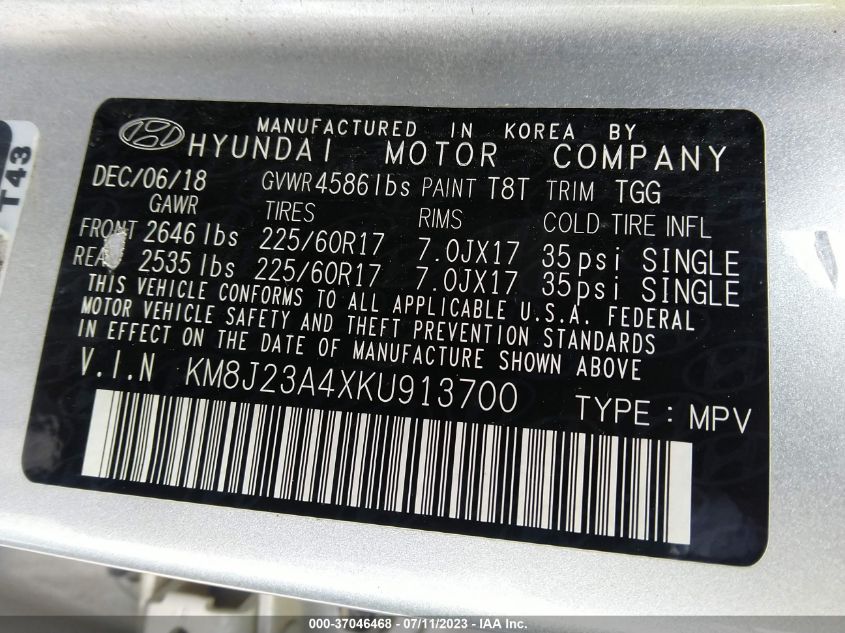 MANUFACTURED IN KOREA BY
HYUNDAI MOTOR COMPANY
DEC/06/18 GVWR 4586 lbs PAINT T8T TRIM TGG
GAWR TIRES RIMS COLD TIRE INFL
FRONT 2646 lbs 225/60R17 7.0JX17 35psi SINGLE
2535 lbs 225/60R17 7.0JX17 35psi SINGLE
THIS VEHICLE CONFORMS TO ALL APPLICABLE U.S.A. FEDERAL
MOTOR VEHICLE SAFETY AND THEFT PREVENTION STANDARDS
IN EFFECT ON THE DATE OF MANUFACTURE SHOWN ABOVE
V.I.N KM8J23A4XKU913700
TYPE : MPV
T43
000-37046468 - 07/11/2023 - IAA Inc.